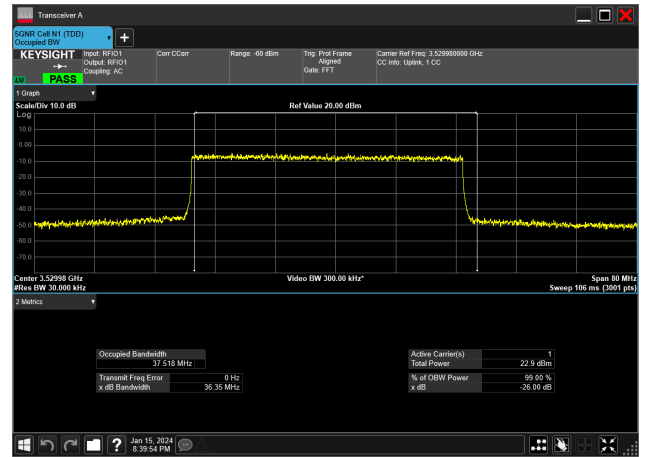 Transceiver A
5GNR Cell N1 (TDD)
Occupied BW
KEYSIGHT
LXI
PASS
Input: RFIO1
Output: RFIO1
Coupling: AC
Corr CCorr
Range: -60 dBm
Trig: Prot Frame
Aligned
Gate: FFT
Carrier Ref Freq: 3.529980000 GHz
CC Info: Uplink, 1 CC
1 Graph
Scale/Div 10.0 dB
Ref Value 20.00 dBm
Log
10.0
0.00
-10.0
-20.0
-30.0
-40.0
-50.0
-60.0
-70.0
Center 3.52998 GHz
Video BW 300.00 kHz*
Span 80 MHz
#Res BW 30.000 kHz
Sweep 106 ms (3001 pts)
2 Metrics
Occupied Bandwidth
37.518 MHz
Active Carrier(s) 1
Total Power 22.9 dBm
Transmit Freq Error 0 Hz
x dB Bandwidth 36.35 MHz
% of OBW Power 99.00 %
x dB -26.00 dB
?
Jan 15, 2024
8:39:54 PM